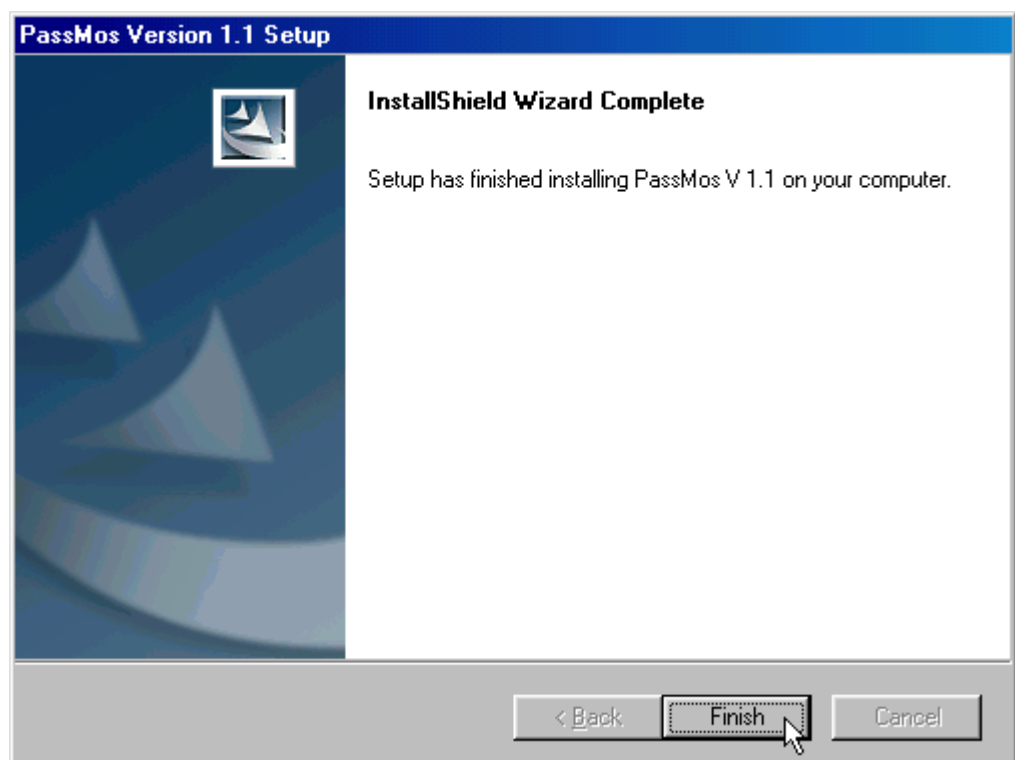 PassMos Version 1.1 Setup
InstallShield Wizard Complete
Setup has finished installing PassMos V 1.1 on your computer.
< Back
Finish
Cancel